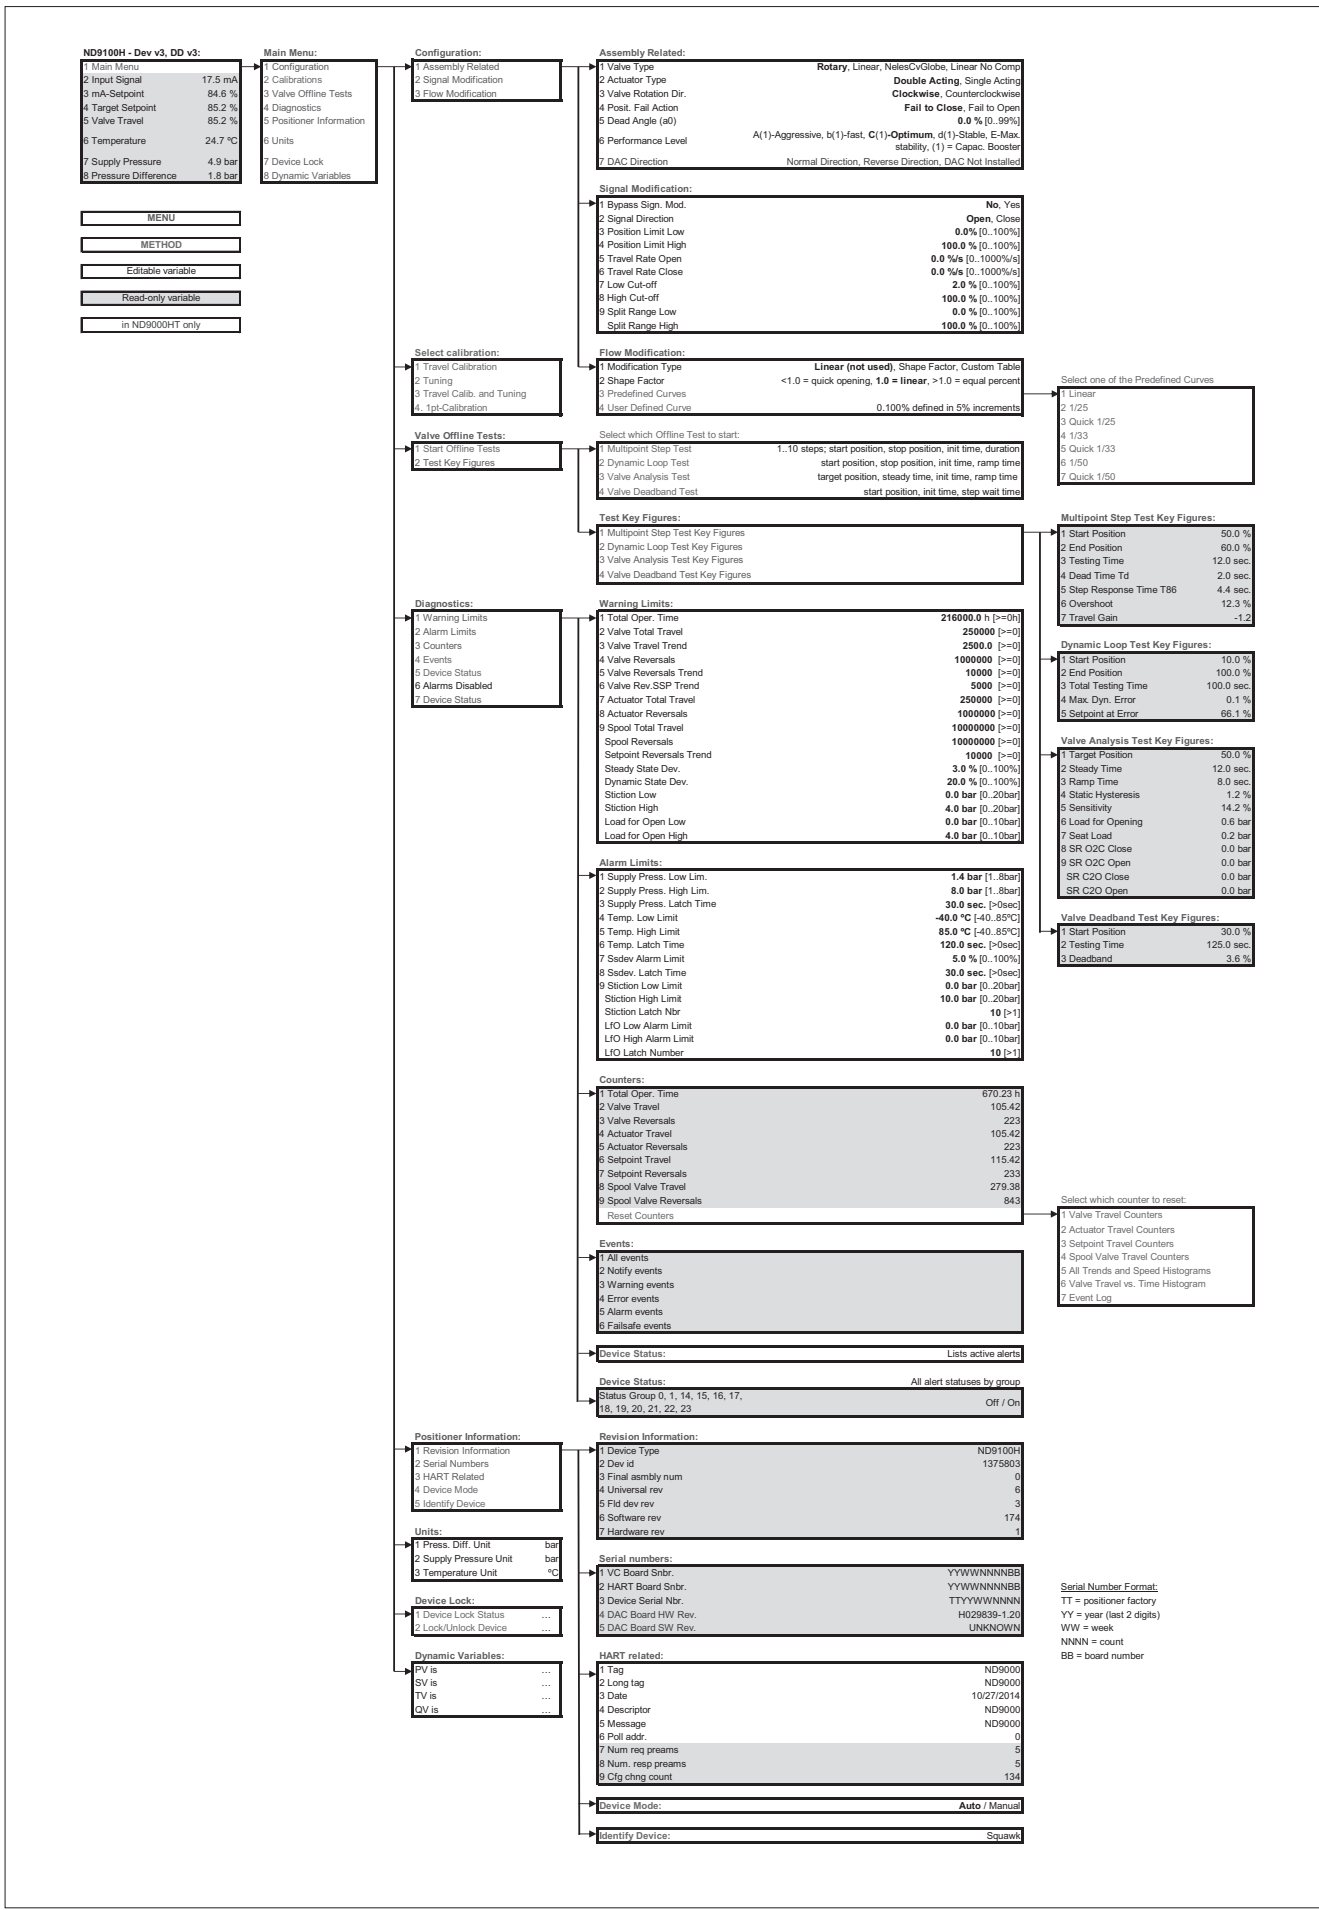 ND9100H - Dev v3, DD v3:
1 Main Menu
2 Input Signal 17.5 mA
3 mA-Setpoint 84.6 %
4 Target Setpoint 85.2 %
5 Valve Travel 85.2 %
6 Temperature 24.7 ºC
7 Supply Pressure 4.9 bar
8 Pressure Difference 1.8 bar
MENU
METHOD
Editable variable
Read-only variable
in ND9000HT only
Main Menu:
1 Configuration
2 Calibrations
3 Valve Offline Tests
4 Diagnostics
5 Positioner Information
6 Units
7 Device Lock
8 Dynamic Variables
Configuration:
1 Assembly Related
2 Signal Modification
3 Flow Modification
Assembly Related:
1 Valve Type Rotary, Linear, NelesCvGlobe, Linear No Comp
2 Actuator Type Double Acting, Single Acting
3 Valve Rotation Dir. Clockwise, Counterclockwise
4 Posit. Fail Action Fail to Close, Fail to Open
5 Dead Angle (a0) 0.0 % [0..99%]
6 Performance Level A(1)-Aggressive, b(1)-fast, C(1)-Optimum, d(1)-Stable, E-Max.
stability, (1) = Capac. Booster
7 DAC Direction Normal Direction, Reverse Direction, DAC Not Installed
Signal Modification:
1 Bypass Sign. Mod. No, Yes
2 Signal Direction Open, Close
3 Position Limit Low 0.0% [0..100%]
4 Position Limit High 100.0 % [0..100%]
5 Travel Rate Open 0.0 %/s [0..1000%/s]
6 Travel Rate Close 0.0 %/s [0..1000%/s]
7 Low Cut-off 2.0 % [0..100%]
8 High Cut-off 100.0 % [0..100%]
9 Split Range Low 0.0 % [0..100%]
Split Range High 100.0 % [0..100%]
Select calibration:
1 Travel Calibration
2 Tuning
3 Travel Calib. and Tuning
4. 1pt-Calibration
Flow Modification:
1 Modification Type Linear (not used), Shape Factor, Custom Table
2 Shape Factor <1.0 = quick opening, 1.0 = linear, >1.0 = equal percent
3 Predefined Curves
4 User Defined Curve 0.100% defined in 5% increments
Select one of the Predefined Curves
1 Linear
2 1/25
3 Quick 1/25
4 1/33
5 Quick 1/33
6 1/50
7 Quick 1/50
Valve Offline Tests:
1 Start Offline Tests
2 Test Key Figures
Select which Offline Test to start:
1 Multipoint Step Test 1..10 steps; start position, stop position, init time, duration
2 Dynamic Loop Test start position, stop position, init time, ramp time
3 Valve Analysis Test target position, steady time, init time, ramp time
4 Valve Deadband Test start position, init time, step wait time
Test Key Figures:
1 Multipoint Step Test Key Figures
2 Dynamic Loop Test Key Figures
3 Valve Analysis Test Key Figures
4 Valve Deadband Test Key Figures
Multipoint Step Test Key Figures:
1 Start Position 50.0 %
2 End Position 60.0 %
3 Testing Time 12.0 sec.
4 Dead Time Td 2.0 sec.
5 Step Response Time T86 4.4 sec.
6 Overshoot 12.3 %
7 Travel Gain -1.2
Dynamic Loop Test Key Figures:
1 Start Position 10.0 %
2 End Position 100.0 %
3 Total Testing Time 100.0 sec.
4 Max. Dyn. Error 0.1 %
5 Setpoint at Error 66.1 %
Valve Analysis Test Key Figures:
1 Target Position 50.0 %
2 Steady Time 12.0 sec.
3 Ramp Time 8.0 sec.
4 Static Hysteresis 1.2 %
5 Sensitivity 14.2 %
6 Load for Opening 0.6 bar
7 Seat Load 0.2 bar
8 SR O2C Close 0.0 bar
9 SR O2C Open 0.0 bar
SR C2O Close 0.0 bar
SR C2O Open 0.0 bar
Valve Deadband Test Key Figures:
1 Start Position 30.0 %
2 Testing Time 125.0 sec.
3 Deadband 3.6 %
Diagnostics:
1 Warning Limits
2 Alarm Limits
3 Counters
4 Events
5 Device Status
6 Alarms Disabled
7 Device Status
Warning Limits:
1 Total Oper. Time 216000.0 h [>=0h]
2 Valve Total Travel 250000 [>=0]
3 Valve Travel Trend 2500.0 [>=0]
4 Valve Reversals 1000000 [>=0]
5 Valve Reversals Trend 10000 [>=0]
6 Valve Rev.SSP Trend 5000 [>=0]
7 Actuator Total Travel 250000 [>=0]
8 Actuator Reversals 1000000 [>=0]
9 Spool Total Travel 10000000 [>=0]
Spool Reversals 10000000 [>=0]
Setpoint Reversals Trend 10000 [>=0]
Steady State Dev. 3.0 % [0..100%]
Dynamic State Dev. 20.0 % [0..100%]
Stiction Low 0.0 bar [0..20bar]
Stiction High 4.0 bar [0..20bar]
Load for Open Low 0.0 bar [0..10bar]
Load for Open High 4.0 bar [0..10bar]
Alarm Limits:
1 Supply Press. Low Lim. 1.4 bar [1..8bar]
2 Supply Press. High Lim. 8.0 bar [1..8bar]
3 Supply Press. Latch Time 30.0 sec. [>0sec]
4 Temp. Low Limit -40.0 ºC [-40..85ºC]
5 Temp. High Limit 85.0 ºC [-40..85ºC]
6 Temp. Latch Time 120.0 sec. [>0sec]
7 Ssdev Alarm Limit 5.0 % [0..100%]
8 Ssdev. Latch Time 30.0 sec. [>0sec]
9 Stiction Low Limit 0.0 bar [0..20bar]
Stiction High Limit 10.0 bar [0..20bar]
Stiction Latch Nbr 10 [>1]
LfO Low Alarm Limit 0.0 bar [0..10bar]
LfO High Alarm Limit 0.0 bar [0..10bar]
LfO Latch Number 10 [>1]
Counters:
1 Total Oper. Time 670.23 h
2 Valve Travel 105.42
3 Valve Reversals 223
4 Actuator Travel 105.42
5 Actuator Reversals 223
6 Setpoint Travel 115.42
7 Setpoint Reversals 233
8 Spool Valve Travel 279.38
9 Spool Valve Reversals 843
Reset Counters
Select which counter to reset:
1 Valve Travel Counters
2 Actuator Travel Counters
3 Setpoint Travel Counters
4 Spool Valve Travel Counters
5 All Trends and Speed Histograms
6 Valve Travel vs. Time Histogram
7 Event Log
Events:
1 All events
2 Notify events
3 Warning events
4 Error events
5 Alarm events
6 Failsafe events
Device Status: Lists active alerts
Device Status: All alert statuses by group
Status Group 0, 1, 14, 15, 16, 17,
18, 19, 20, 21, 22, 23 Off / On
Positioner Information:
1 Revision Information
2 Serial Numbers
3 HART Related
4 Device Mode
5 Identify Device
Revision Information:
1 Device Type ND9100H
2 Dev id 1375803
3 Final asmbly num 0
4 Universal rev 6
5 Fld dev rev 3
6 Software rev 174
7 Hardware rev 1
Units:
1 Press. Diff. Unit bar
2 Supply Pressure Unit bar
3 Temperature Unit ºC
Device Lock:
1 Device Lock Status ...
2 Lock/Unlock Device ...
Dynamic Variables:
PV is ...
SV is ...
TV is ...
QV is ...
Serial numbers:
1 VC Board Snbr. YYWWNNNNBB
2 HART Board Snbr. YYWWNNNNBB
3 Device Serial Nbr. TTYYWWNNNN
4 DAC Board HW Rev. H029839-1.20
5 DAC Board SW Rev. UNKNOWN
Serial Number Format:
TT = positioner factory
YY = year (last 2 digits)
WW = week
NNNN = count
BB = board number
HART related:
1 Tag ND9000
2 Long tag ND9000
3 Date 10/27/2014
4 Descriptor ND9000
5 Message ND9000
6 Poll addr. 0
7 Num req preams 5
8 Num. resp preams 5
9 Cfg chng count 134
Device Mode: Auto / Manual
Identify Device: Squawk